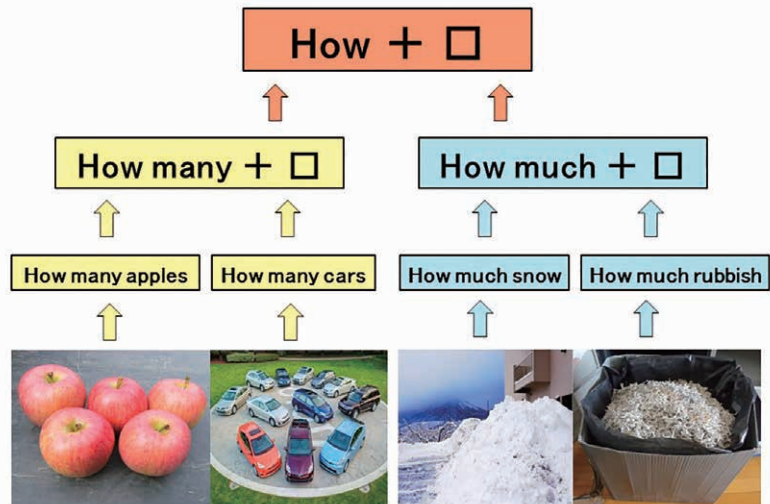 How + □
How many + □
How much + □
How many apples
How many cars
How much snow
How much rubbish